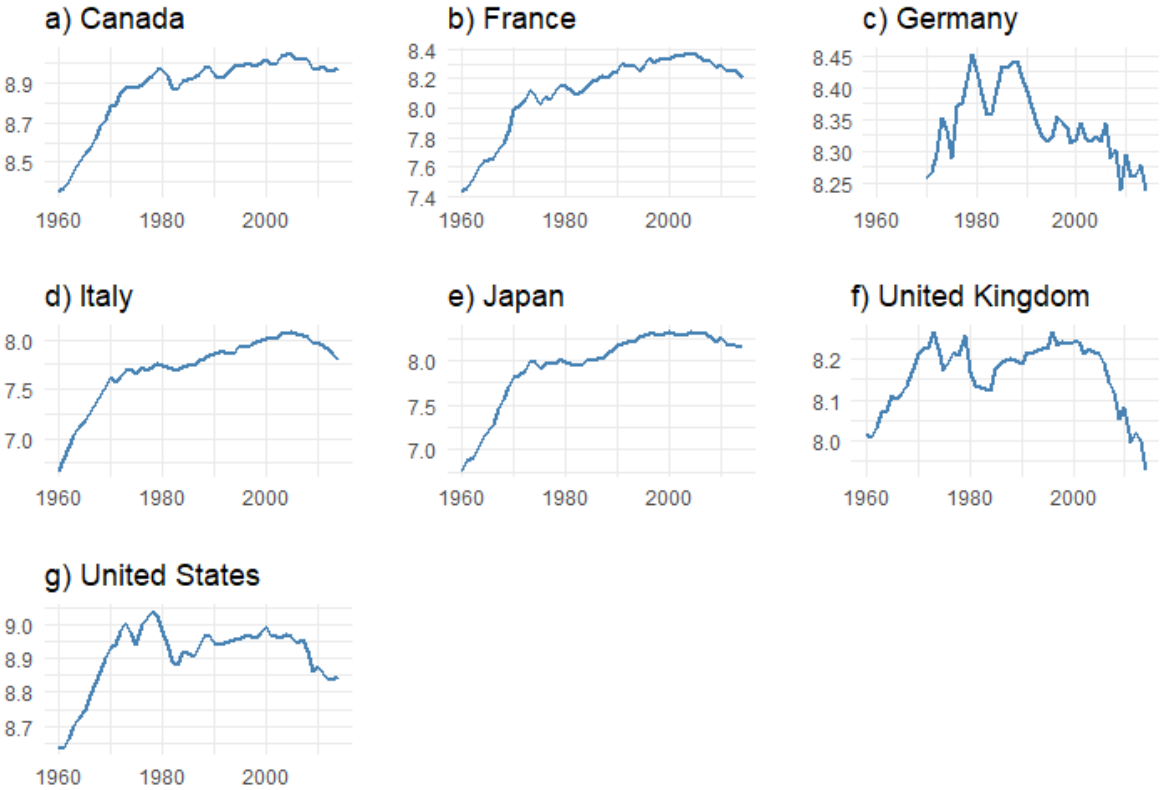 a) Canada
8.9
8.7
8.5
1960 1980 2000
b) France
8.4
8.2
8.0
7.8
7.6
7.4
1960 1980 2000
c) Germany
8.45
8.40
8.35
8.30
8.25
1960 1980 2000
d) Italy
8.0
7.5
7.0
1960 1980 2000
e) Japan
8.0
7.5
7.0
1960 1980 2000
f) United Kingdom
8.2
8.1
8.0
1960 1980 2000
g) United States
9.0
8.9
8.8
8.7
1960 1980 2000